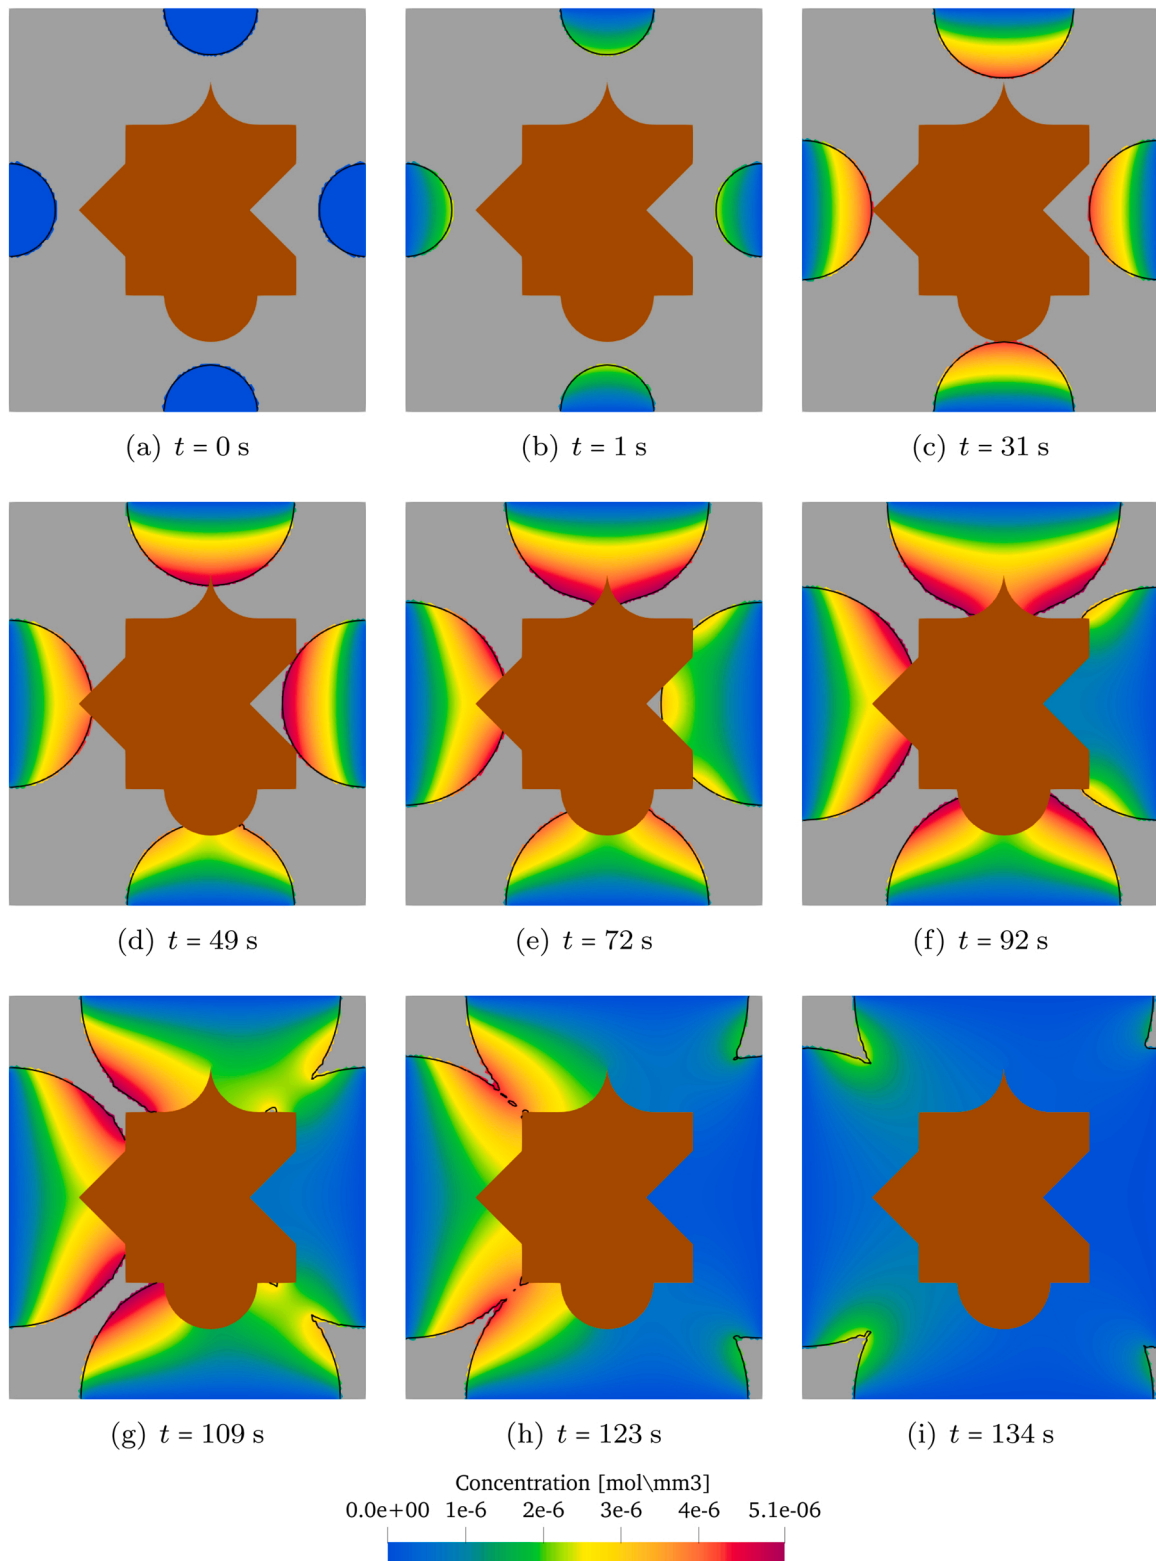 (a) t = 0 s (b) t = 1 s (c) t = 31 s
(d) t = 49 s (e) t = 72 s (f) t = 92 s
(g) t = 109 s (h) t = 123 s (i) t = 134 s
Concentration [mol\mm3]
0.0e+00 1e-6 2e-6 3e-6 4e-6 5.1e-06